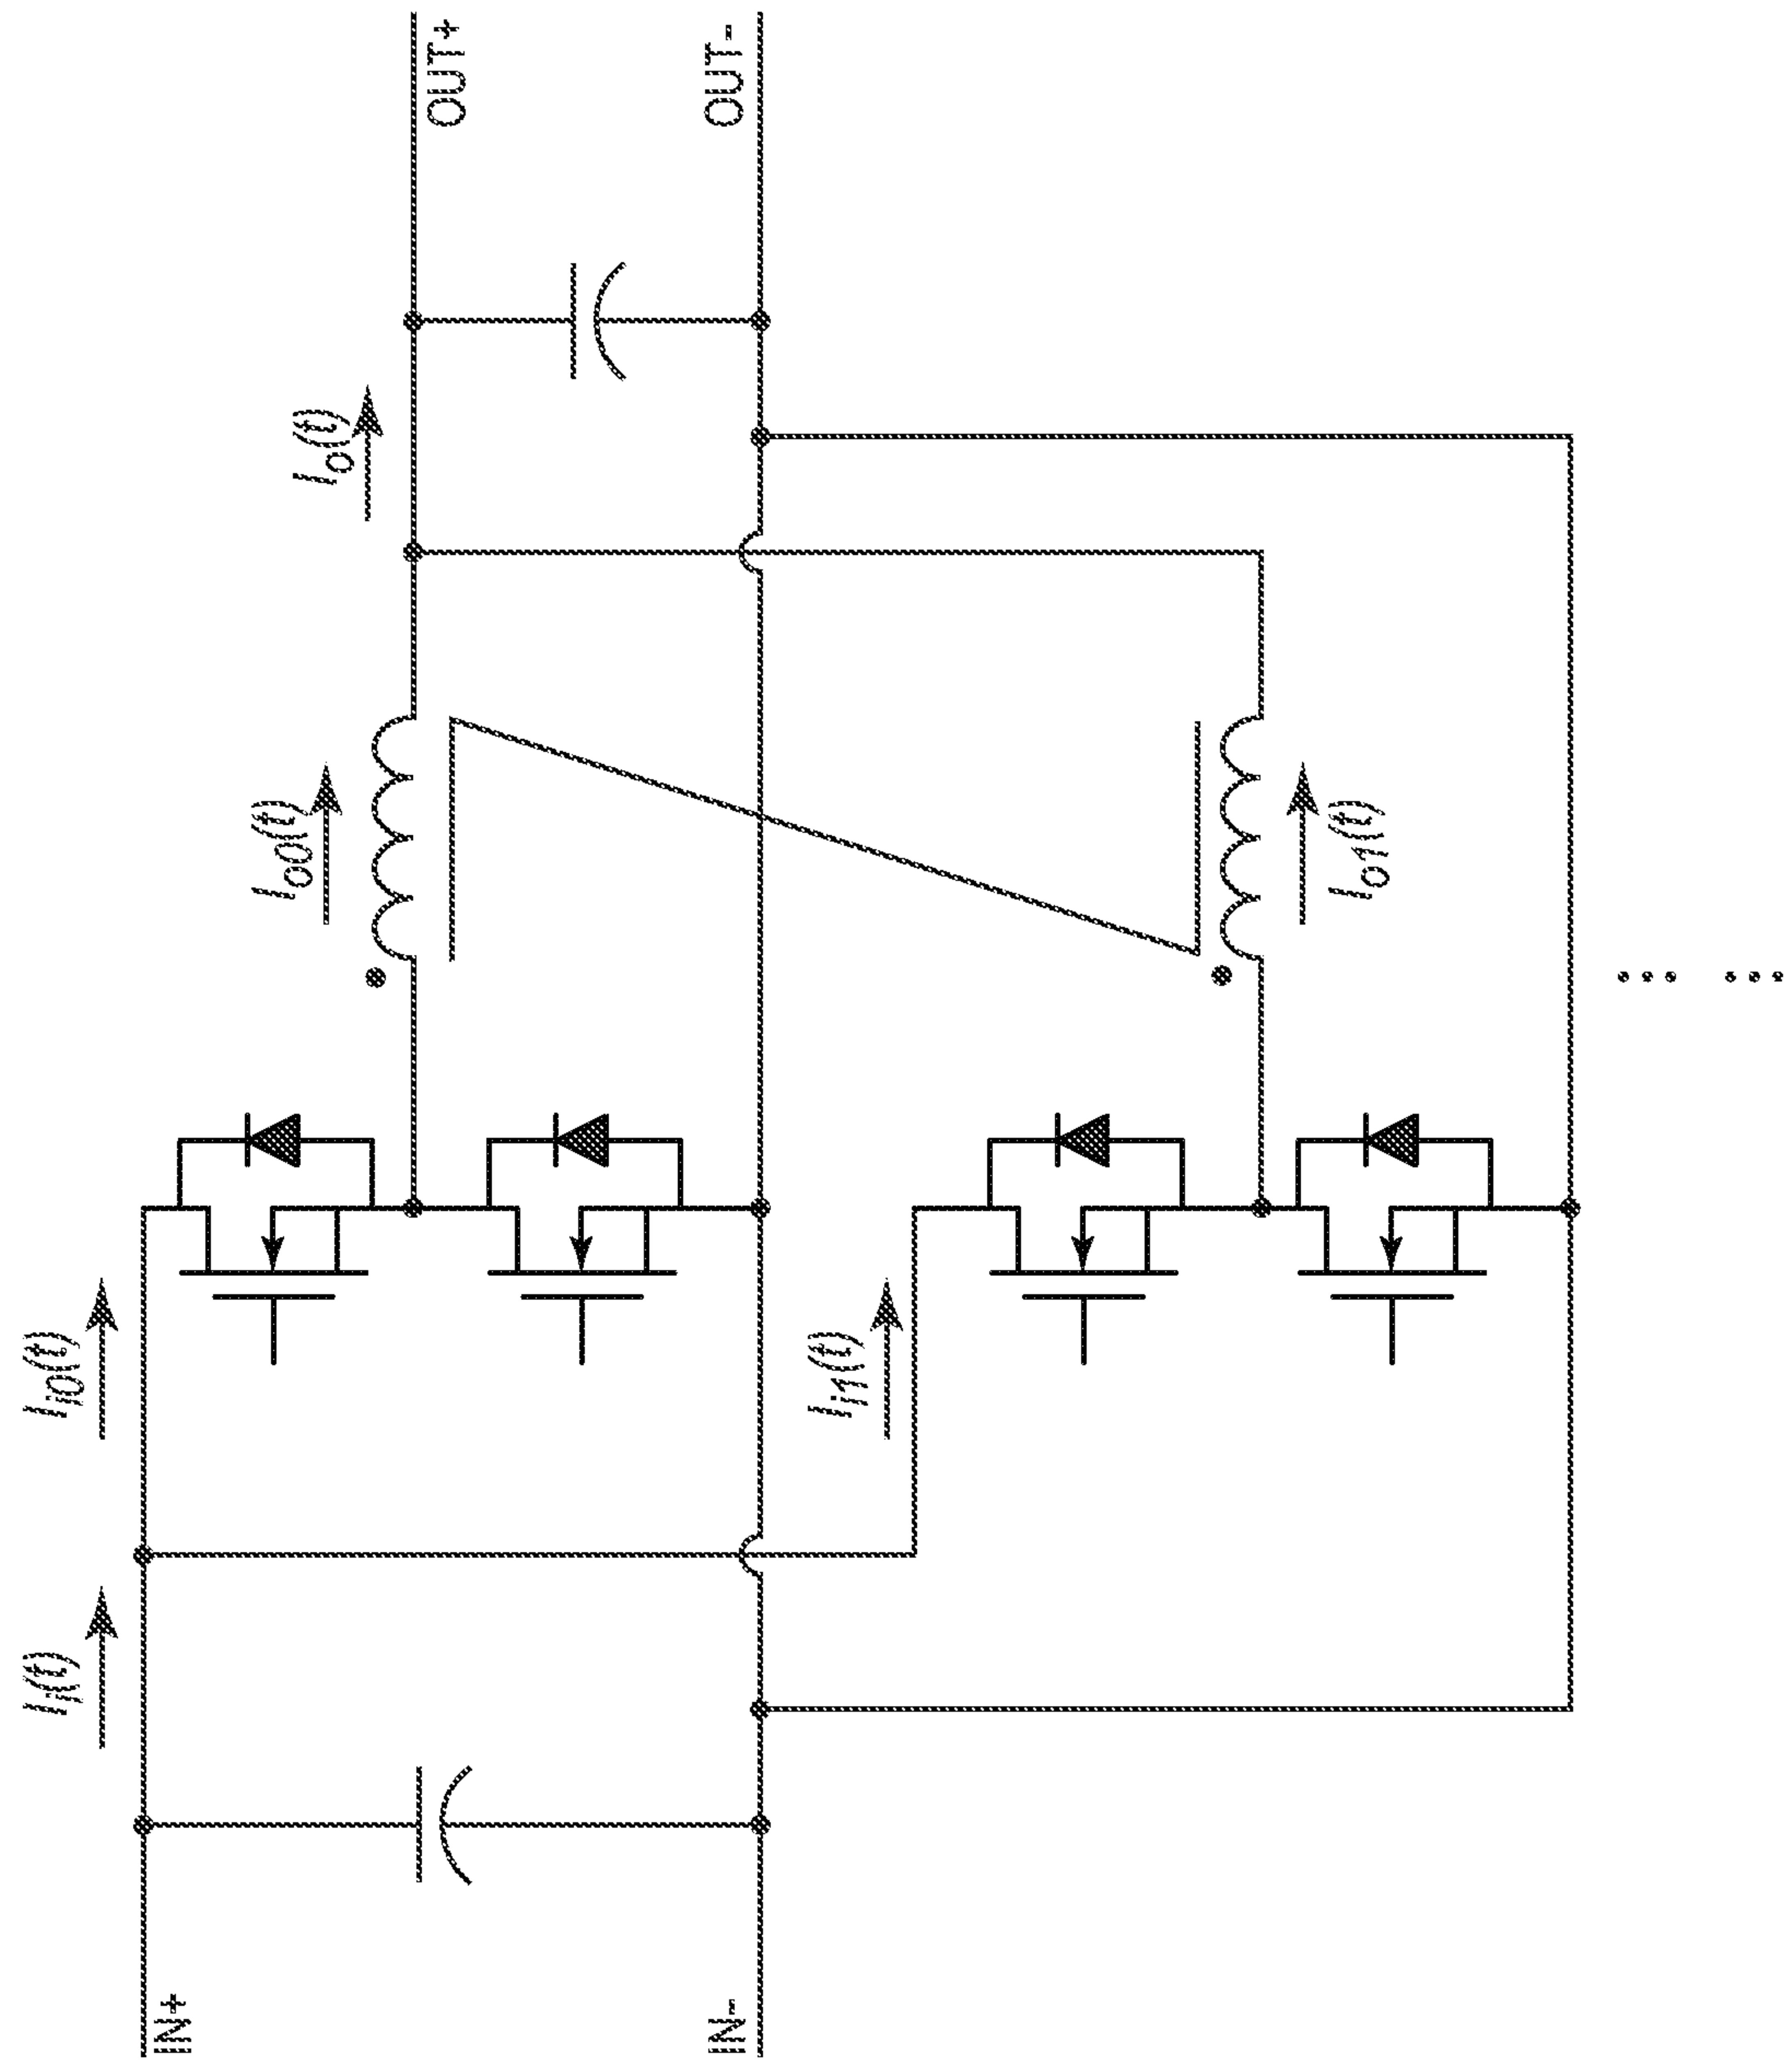 IN+
IN-
Ii(t)
Ii0(t)
Ii1(t)
Io0(t)
Io1(t)
Io(t)
OUT+
OUT-